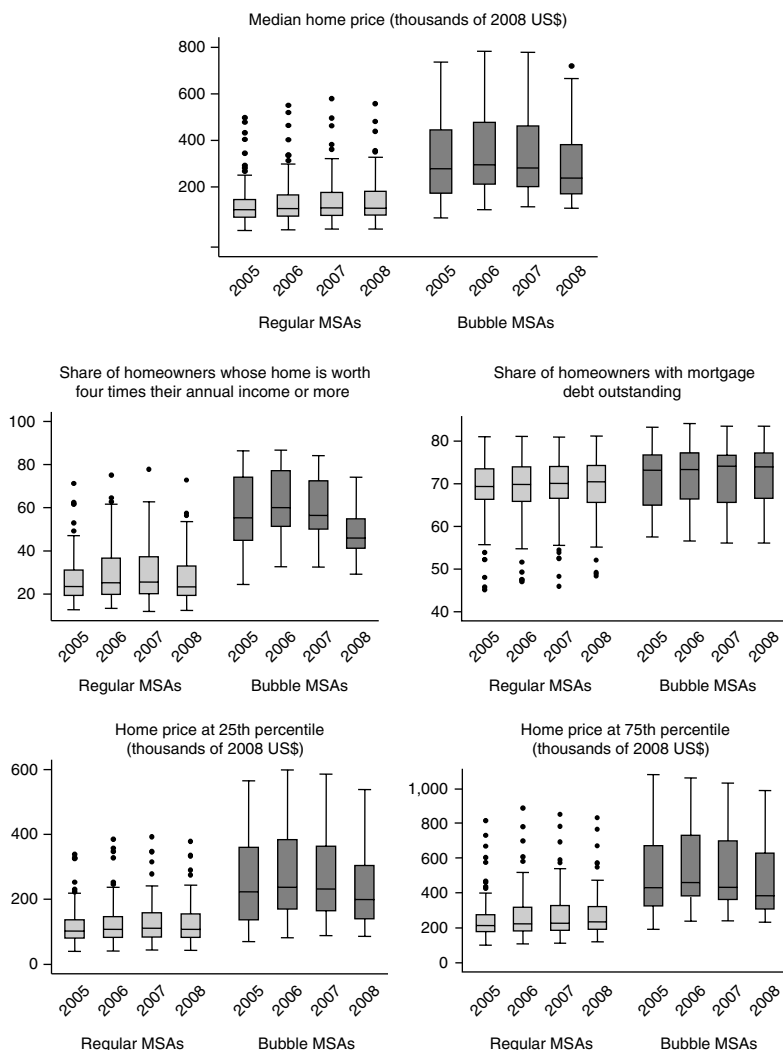 Median home price (thousands of 2008 US$)
800
600
400
200
2005 2006 2007 2008 2005 2006 2007 2008
Regular MSAs Bubble MSAs
Share of homeowners whose home is worth
four times their annual income or more
100
80
60
40
20
2005 2006 2007 2008 2005 2006 2007 2008
Regular MSAs Bubble MSAs
Share of homeowners with mortgage
debt outstanding
80
70
60
50
40
2005 2006 2007 2008 2005 2006 2007 2008
Regular MSAs Bubble MSAs
Home price at 25th percentile
(thousands of 2008 US$)
600
400
200
0
2005 2006 2007 2008 2005 2006 2007 2008
Regular MSAs Bubble MSAs
Home price at 75th percentile
(thousands of 2008 US$)
1,000
800
600
400
200
0
2005 2006 2007 2008 2005 2006 2007 2008
Regular MSAs Bubble MSAs